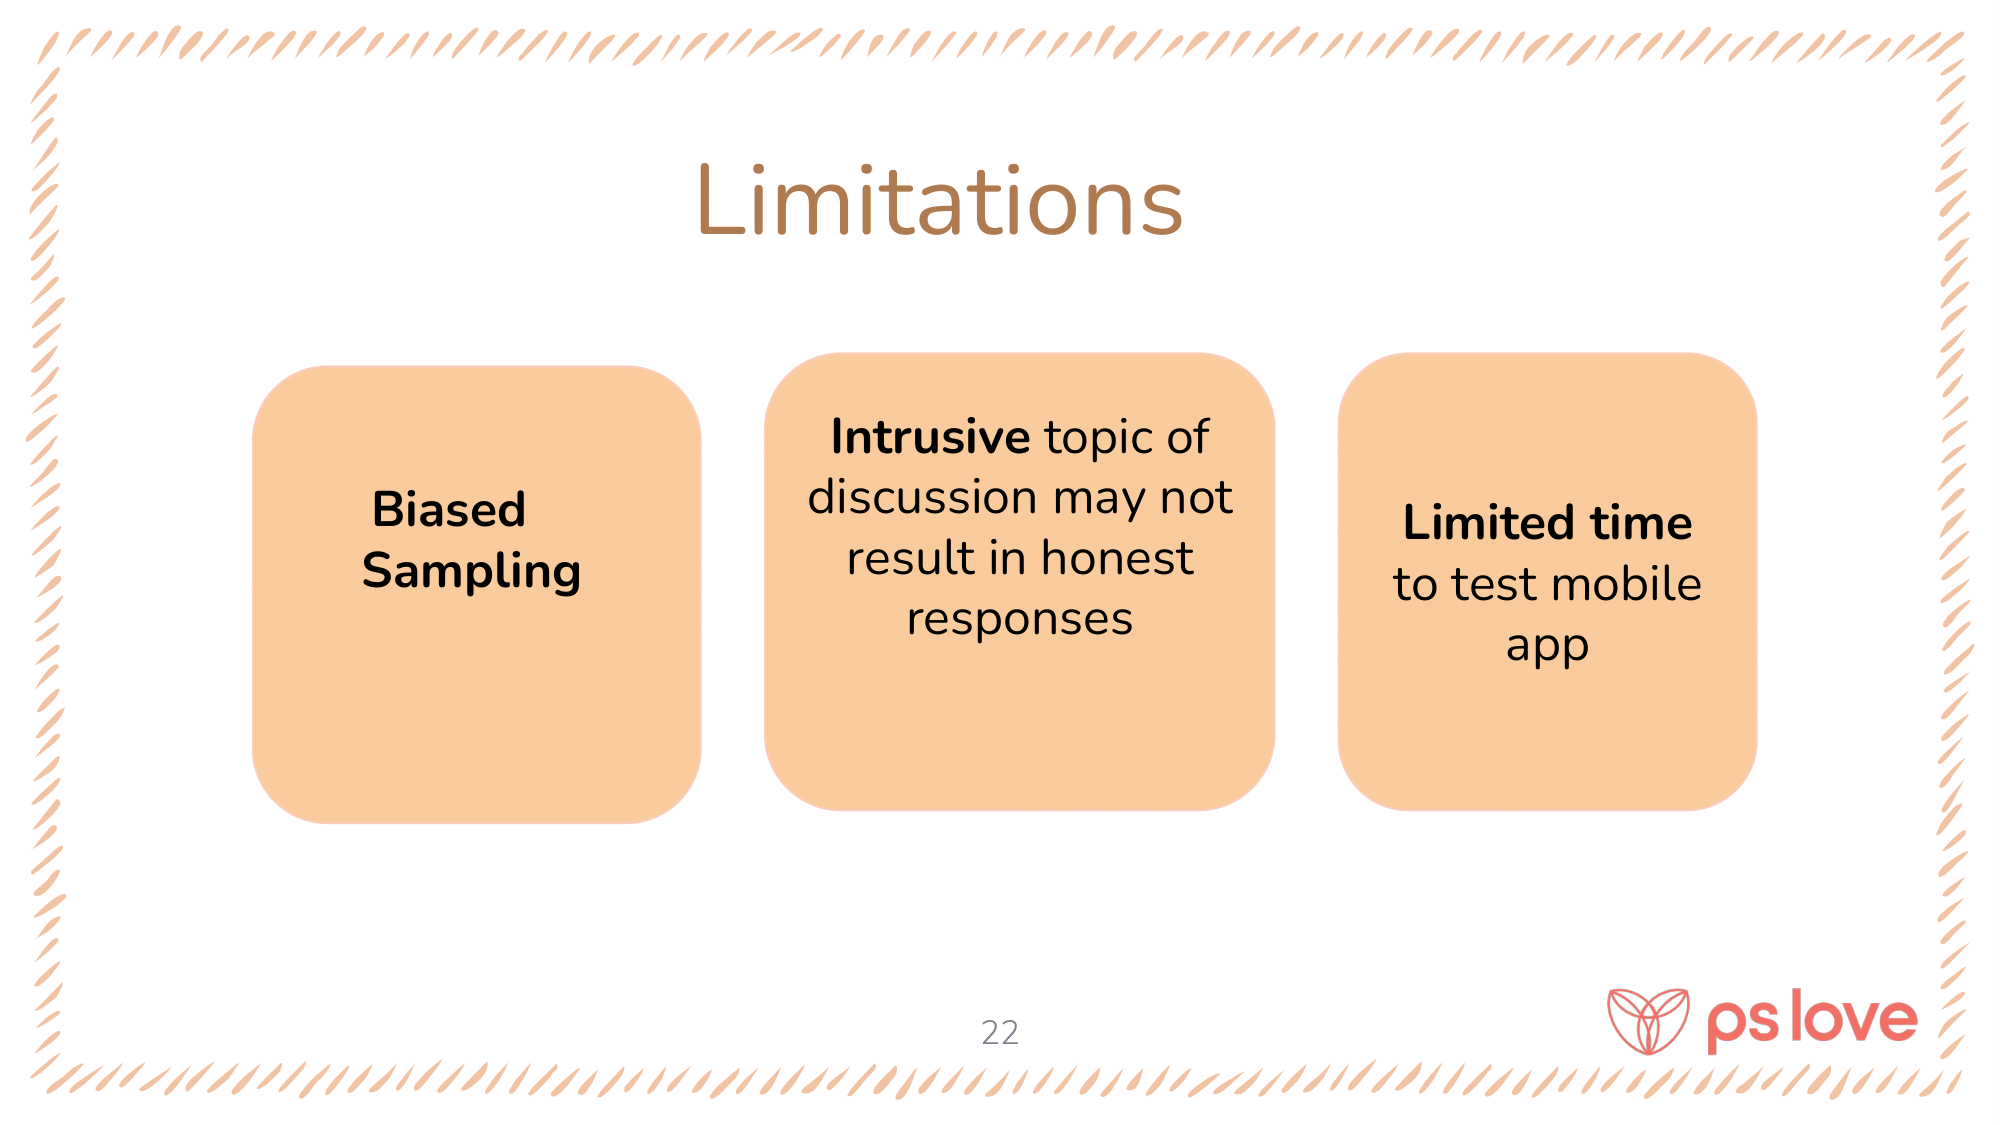 Limitations
Biased
Sampling
Intrusive topic of
discussion may not
result in honest
responses
Limited time
to test mobile
app
22
ps love